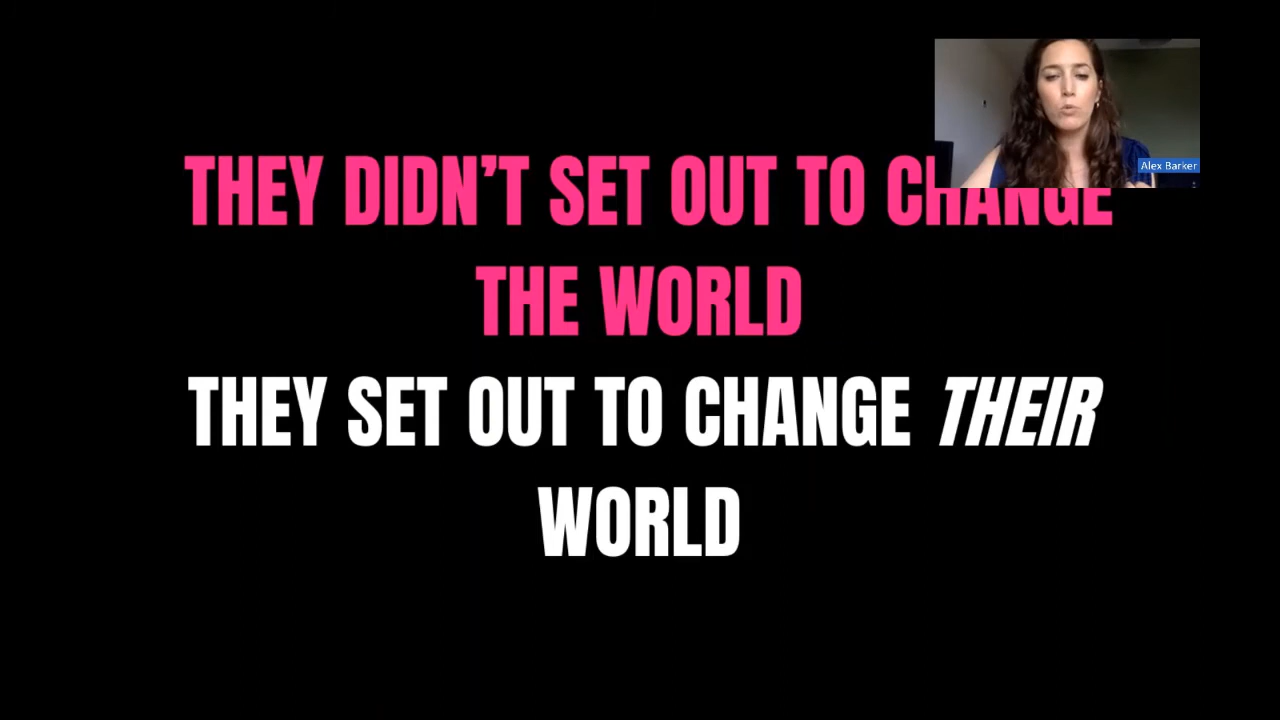 THEY DIDN’T SET OUT TO CHANGE
THE WORLD
THEY SET OUT TO CHANGE THEIR
WORLD
Alex Barker